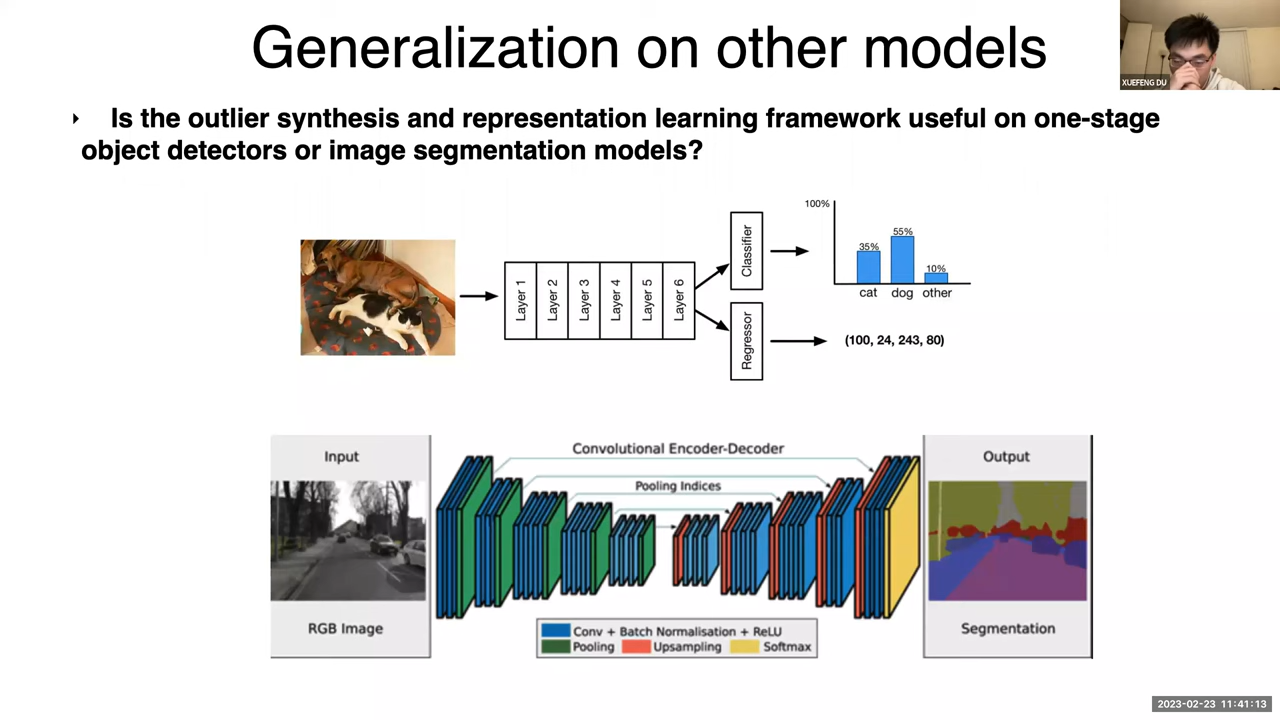 Generalization on other models
XUEFENG DU
‣ Is the outlier synthesis and representation learning framework useful on one-stage
object detectors or image segmentation models?
Layer 1
Layer 2
Layer 3
Layer 4
Layer 5
Layer 6
Classifier
Regressor
100%
35%
55%
10%
cat
dog
other
(100, 24, 243, 80)
Input
RGB Image
Convolutional Encoder-Decoder
Pooling Indices
Conv + Batch Normalisation + ReLU
Pooling
Upsampling
Softmax
Output
Segmentation
2023-02-23 11:41:13